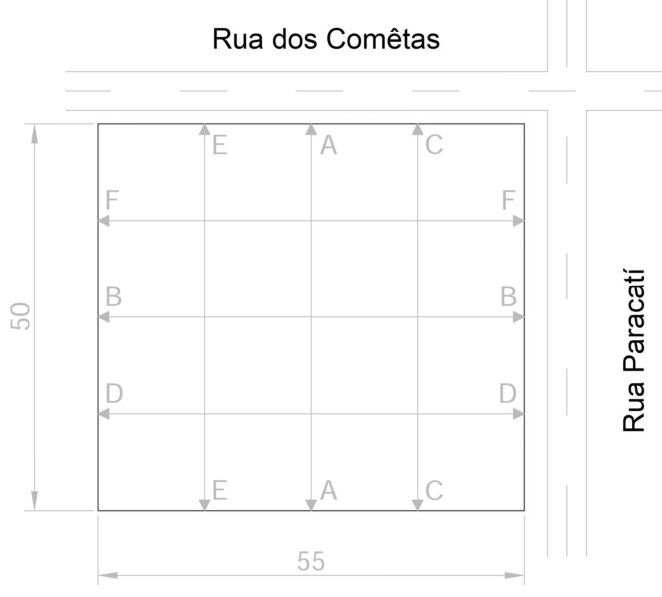 Rua dos Comêtas
E A C
F F
B B
50
Rua Paracatí
D D
E A C
55